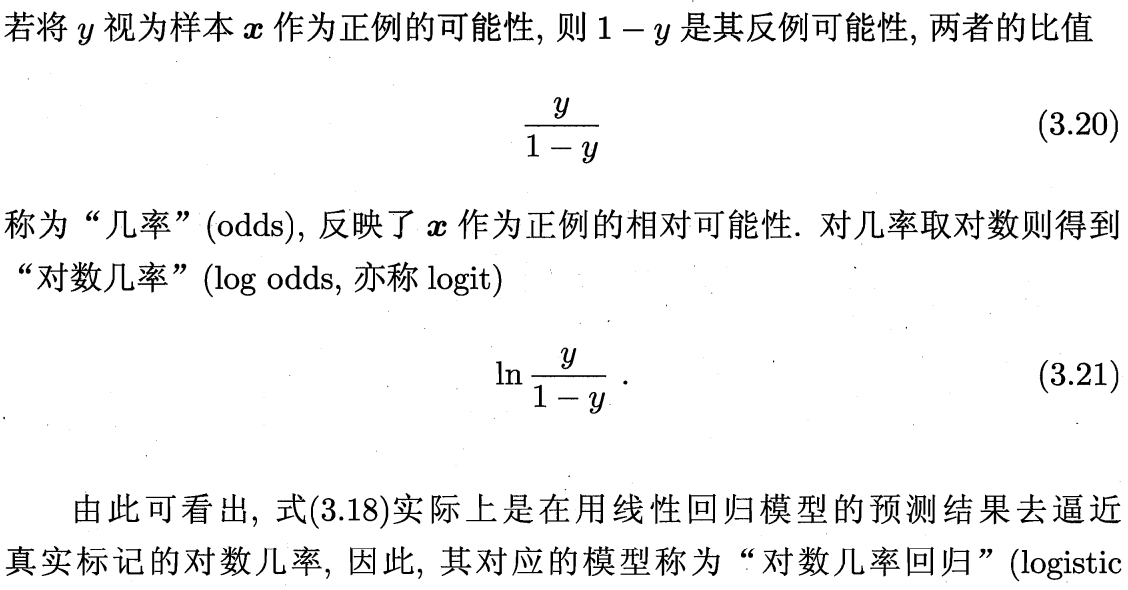 若将 y 视为样本 x 作为正例的可能性, 则 1 − y 是其反例可能性, 两者的比值
y / (1 − y) (3.20)
称为“几率”(odds), 反映了 x 作为正例的相对可能性. 对几率取对数则得到
“对数几率”(log odds, 亦称 logit)
ln y / (1 − y) . (3.21)
由此可看出, 式(3.18)实际上是在用线性回归模型的预测结果去逼近
真实标记的对数几率, 因此, 其对应的模型称为“对数几率回归”(logistic